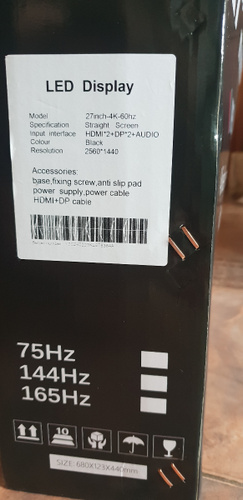 LED Display
Model 27inch-4K-60hz
Specification Straight Screen
Input interface HDMI*2+DP*2+AUDIO
Colour Black
Resolution 2560*1440
Accessories:
base,fixing screw,anti slip pad
power supply,power cable
HDMI+DP cable
75Hz
144Hz
165Hz
10
SIZE: 680X123X440mm